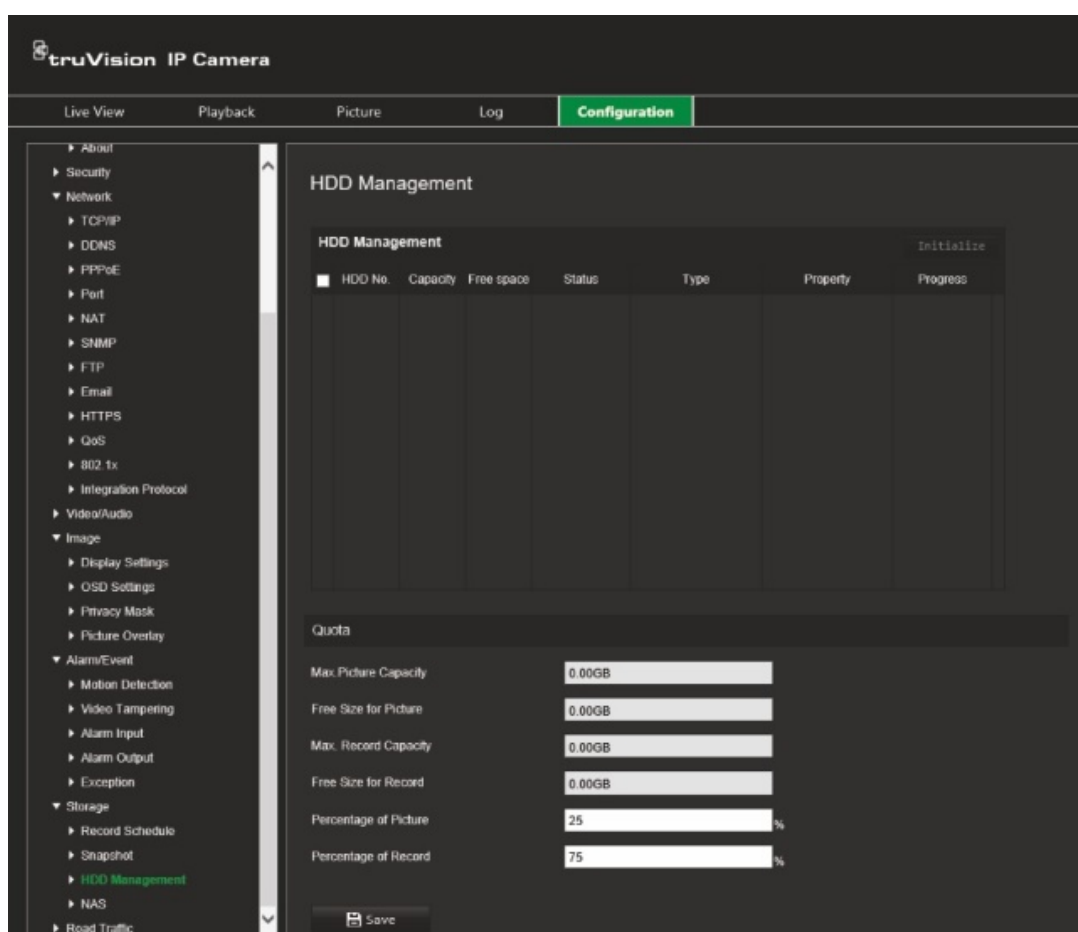 truVision IP Camera
Live View Playback Picture Log Configuration
About
Security
Network
TCP/IP
DDNS
PPPoE
Port
NAT
SNMP
FTP
Email
HTTPS
QoS
802.1x
Integration Protocol
Video/Audio
Image
Display Settings
OSD Settings
Privacy Mask
Picture Overlay
Alarm/Event
Motion Detection
Video Tampering
Alarm Input
Alarm Output
Exception
Storage
Record Schedule
Snapshot
HDD Management
NAS
Road Traffic
HDD Management
HDD Management Initialize
HDD No. Capacity Free space Status Type Property Progress
Quota
Max.Picture Capacity 0.00GB
Free Size for Picture 0.00GB
Max. Record Capacity 0.00GB
Free Size for Record 0.00GB
Percentage of Picture 25 %
Percentage of Record 75 %
Save